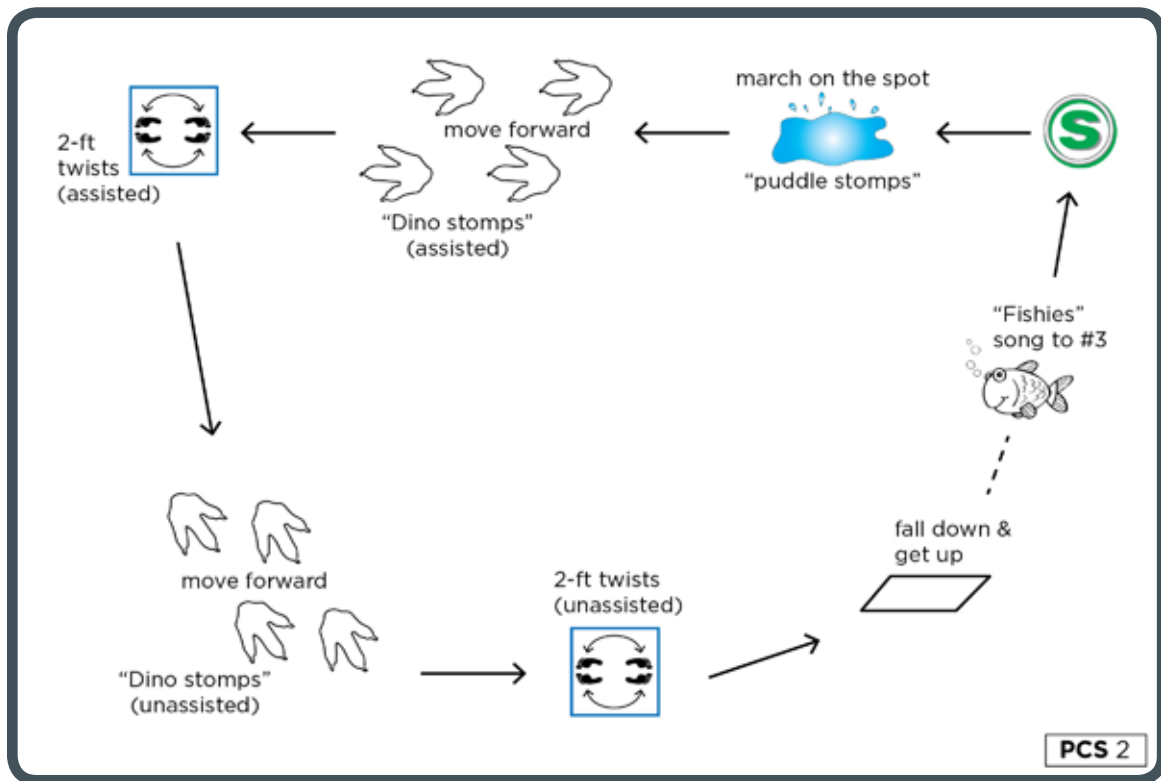 march on the spot
“puddle stomps”
S
move forward
“Dino stomps”
(assisted)
2-ft
twists
(assisted)
move forward
“Dino stomps”
(unassisted)
2-ft twists
(unassisted)
fall down &
get up
“Fishies”
song to #3
PCS 2